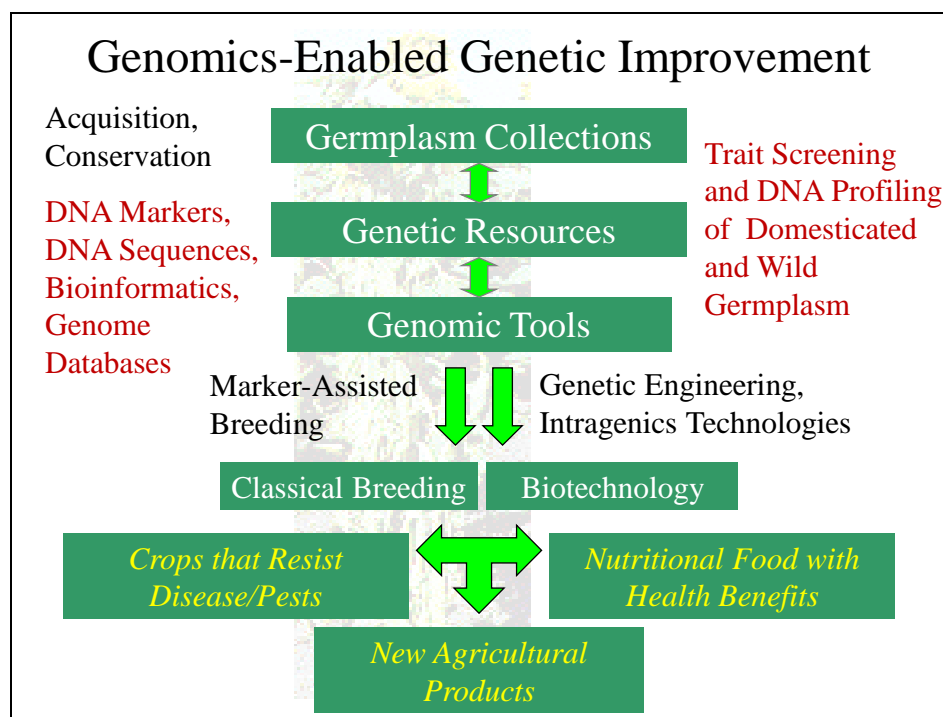 Genomics-Enabled Genetic Improvement
Acquisition,
Conservation
Germplasm Collections
Trait Screening
and DNA Profiling
of Domesticated
and Wild
Germplasm
DNA Markers,
DNA Sequences,
Bioinformatics,
Genome
Databases
Genetic Resources
Genomic Tools
Marker-Assisted
Breeding
Genetic Engineering,
Intragenics Technologies
Classical Breeding
Biotechnology
Crops that Resist
Disease/Pests
Nutritional Food with
Health Benefits
New Agricultural
Products